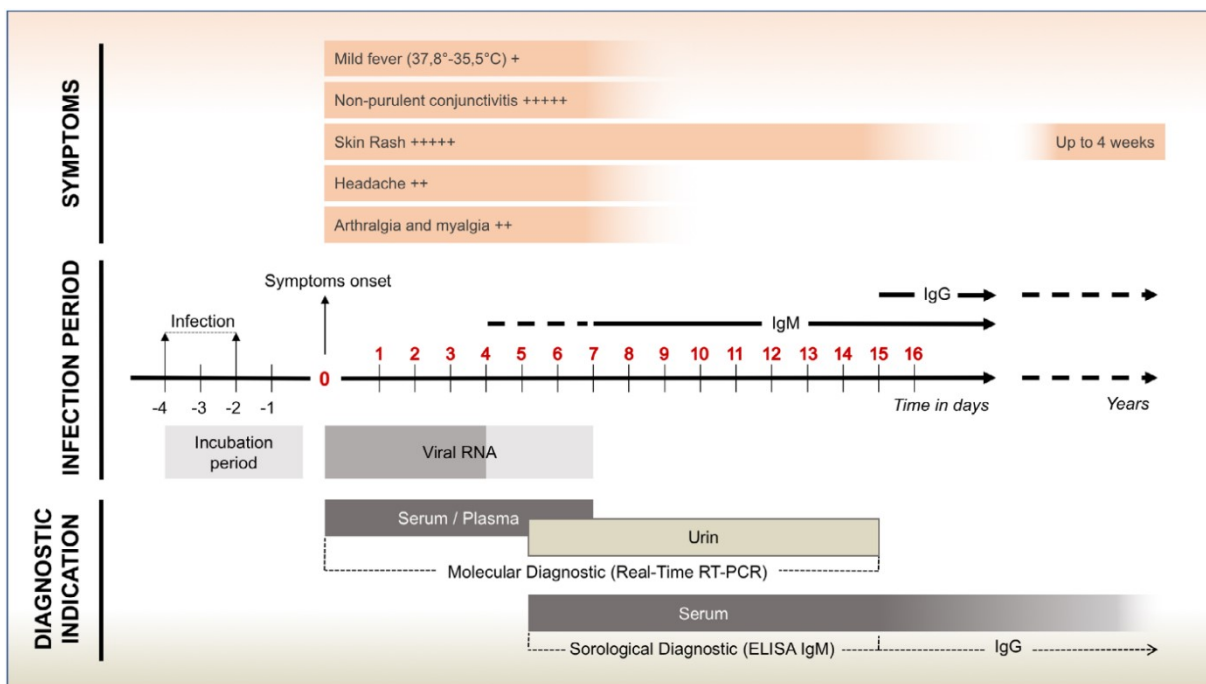 SYMPTOMS
Mild fever (37,8°-35,5°C) +
Non-purulent conjunctivitis +++++
Skin Rash +++++
Up to 4 weeks
Headache ++
Arthralgia and myalgia ++
INFECTION PERIOD
Symptoms onset
IgG
Infection
IgM
0 1 2 3 4 5 6 7 8 9 10 11 12 13 14 15 16
-4 -3 -2 -1
Time in days
Years
Incubation
period
Viral RNA
DIAGNOSTIC
INDICATION
Serum / Plasma
Urin
Molecular Diagnostic (Real-Time RT-PCR)
Serum
Sorological Diagnostic (ELISA IgM)
IgG